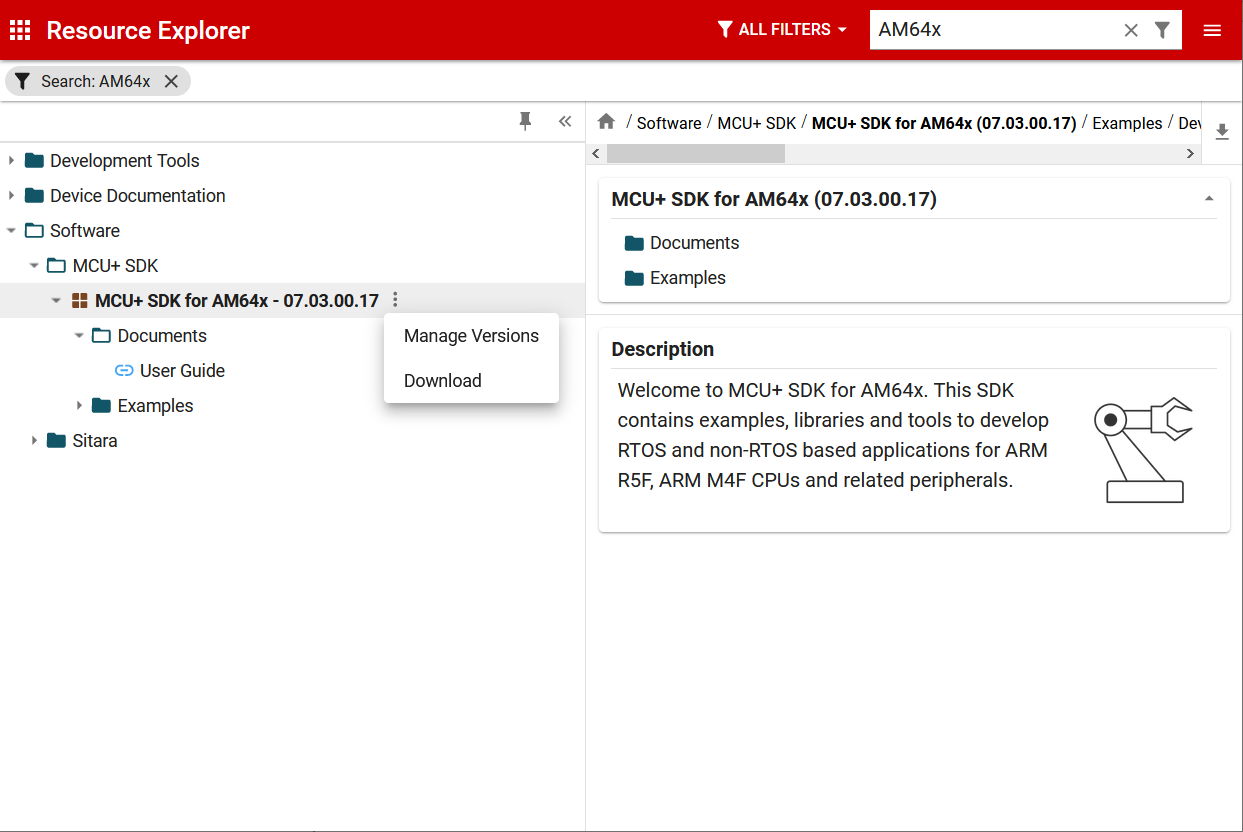 Resource Explorer
ALL FILTERS
AM64x
Search: AM64x
Development Tools
Device Documentation
Software
MCU+ SDK
MCU+ SDK for AM64x - 07.03.00.17
Documents
User Guide
Examples
Sitara
Manage Versions
Download
/ Software / MCU+ SDK / MCU+ SDK for AM64x (07.03.00.17) / Examples / Dev
MCU+ SDK for AM64x (07.03.00.17)
Documents
Examples
Description
Welcome to MCU+ SDK for AM64x. This SDK
contains examples, libraries and tools to develop
RTOS and non-RTOS based applications for ARM
R5F, ARM M4F CPUs and related peripherals.